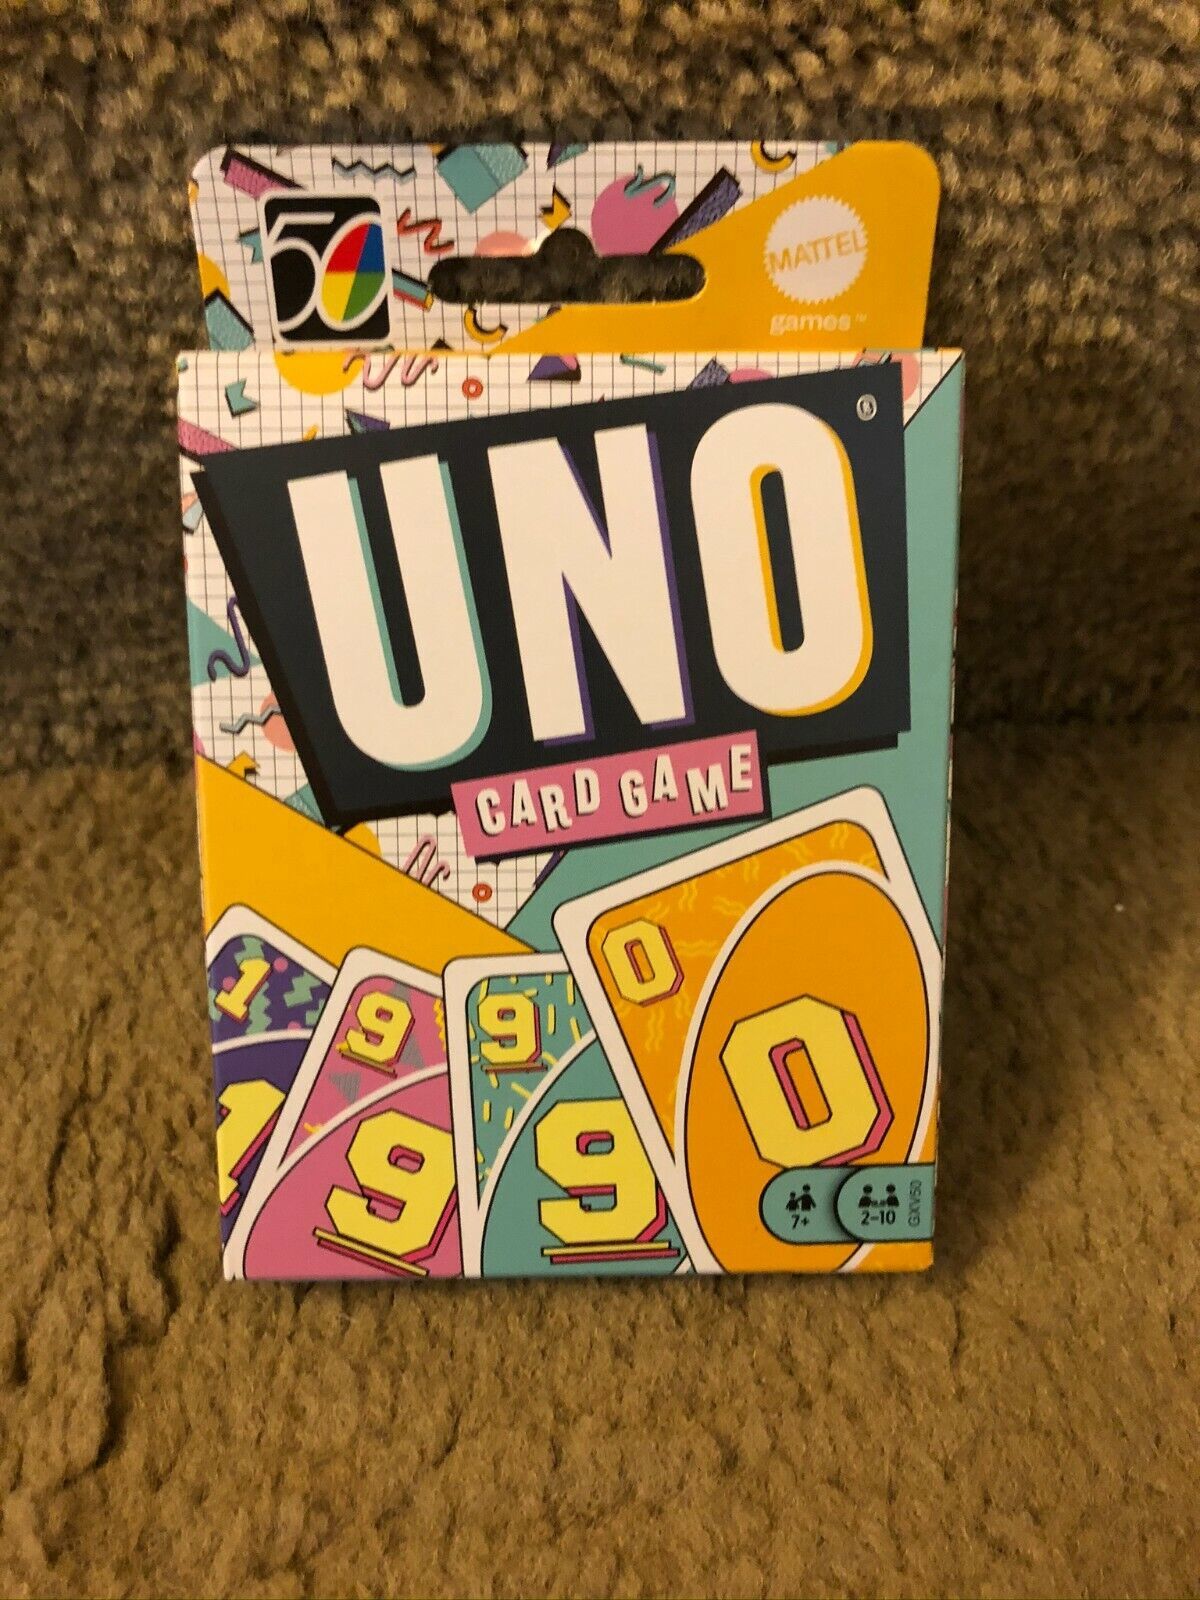 50
MATTEL
games™
UNO®
CARD GAME
1
9
9
0
1
9
9
0
7+
2-10
GXV50